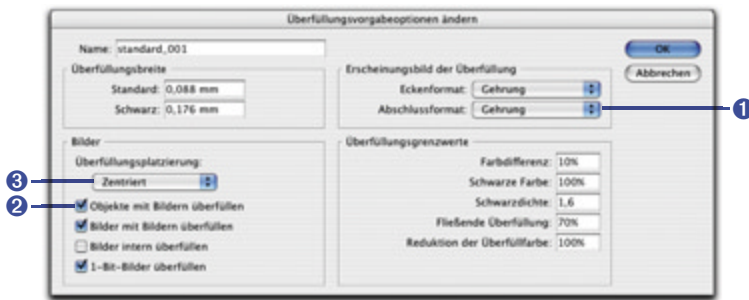 Überfüllungsvorgabeoptionen ändern
Name: standard_001
OK
Abbrechen
Überfüllungsbreite
Standard: 0,088 mm
Schwarz: 0,176 mm
Erscheinungsbild der Überfüllung
Eckenformat: Gehrung
Abschlussformat: Gehrung
1
Bilder
Überfüllungsplatzierung:
3 Zentriert
2 Objekte mit Bildern überfüllen
Bilder mit Bildern überfüllen
Bilder intern überfüllen
1-Bit-Bilder überfüllen
Überfüllungsgrenzwerte
Farbdifferenz: 10%
Schwarze Farbe: 100%
Schwarzdichte: 1,6
Fließende Überfüllung: 70%
Reduktion der Überfüllfarbe: 100%